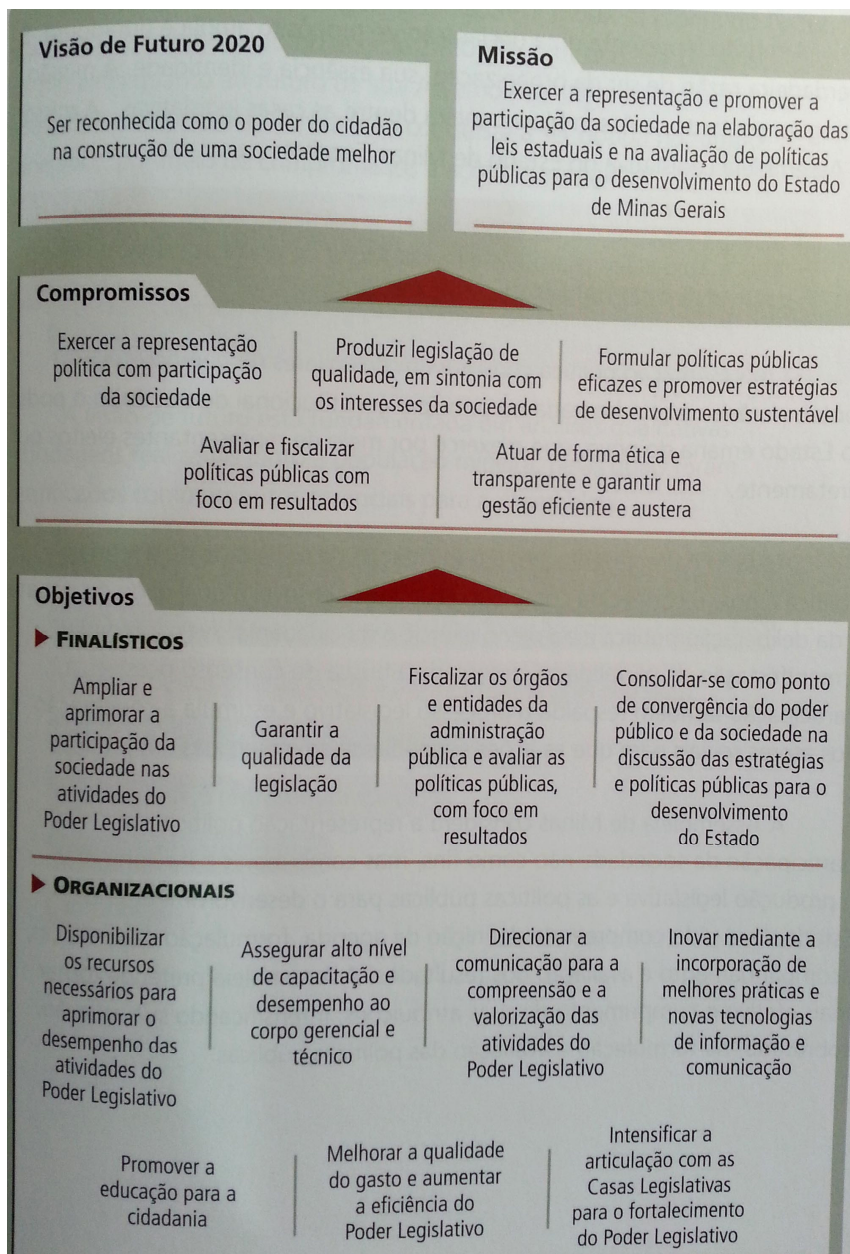 Visão de Futuro 2020
Ser reconhecida como o poder do cidadão
na construção de uma sociedade melhor
Missão
Exercer a representação e promover a
participação da sociedade na elaboração das
leis estaduais e na avaliação de políticas
públicas para o desenvolvimento do Estado
de Minas Gerais
Compromissos
Exercer a representação
política com participação
da sociedade
Produzir legislação de
qualidade, em sintonia com
os interesses da sociedade
Formular políticas públicas
eficazes e promover estratégias
de desenvolvimento sustentável
Avaliar e fiscalizar
políticas públicas com
foco em resultados
Atuar de forma ética e
transparente e garantir uma
gestão eficiente e austera
Objetivos
FINALÍSTICOS
Ampliar e
aprimorar a
participação da
sociedade nas
atividades do
Poder Legislativo
Garantir a
qualidade da
legislação
Fiscalizar os órgãos
e entidades da
administração
pública e avaliar as
políticas públicas,
com foco em
resultados
Consolidar-se como ponto
de convergência do poder
público e da sociedade na
discussão das estratégias
e políticas públicas para o
desenvolvimento
do Estado
ORGANIZACIONAIS
Disponibilizar
os recursos
necessários para
aprimorar o
desempenho das
atividades do
Poder Legislativo
Assegurar alto nível
de capacitação e
desempenho ao
corpo gerencial e
técnico
Direcionar a
comunicação para a
compreensão e a
valorização das
atividades do
Poder Legislativo
Inovar mediante a
incorporação de
melhores práticas e
novas tecnologias
de informação e
comunicação
Promover a
educação para a
cidadania
Melhorar a qualidade
do gasto e aumentar
a eficiência do
Poder Legislativo
Intensificar a
articulação com as
Casas Legislativas
para o fortalecimento
do Poder Legislativo